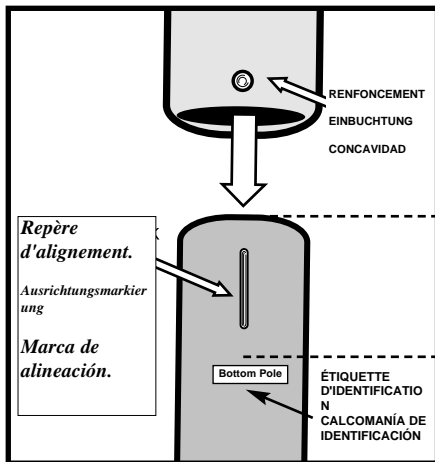 RENFONCEMENT
EINBUCHTUNG
CONCAVIDAD
Repère
d'alignement.
Ausrichtungsmarkier
ung
Marca de
alineación.
Bottom Pole
ÉTIQUETTE
D'IDENTIFICATIO
N
CALCOMANÍA DE
IDENTIFICACIÓN